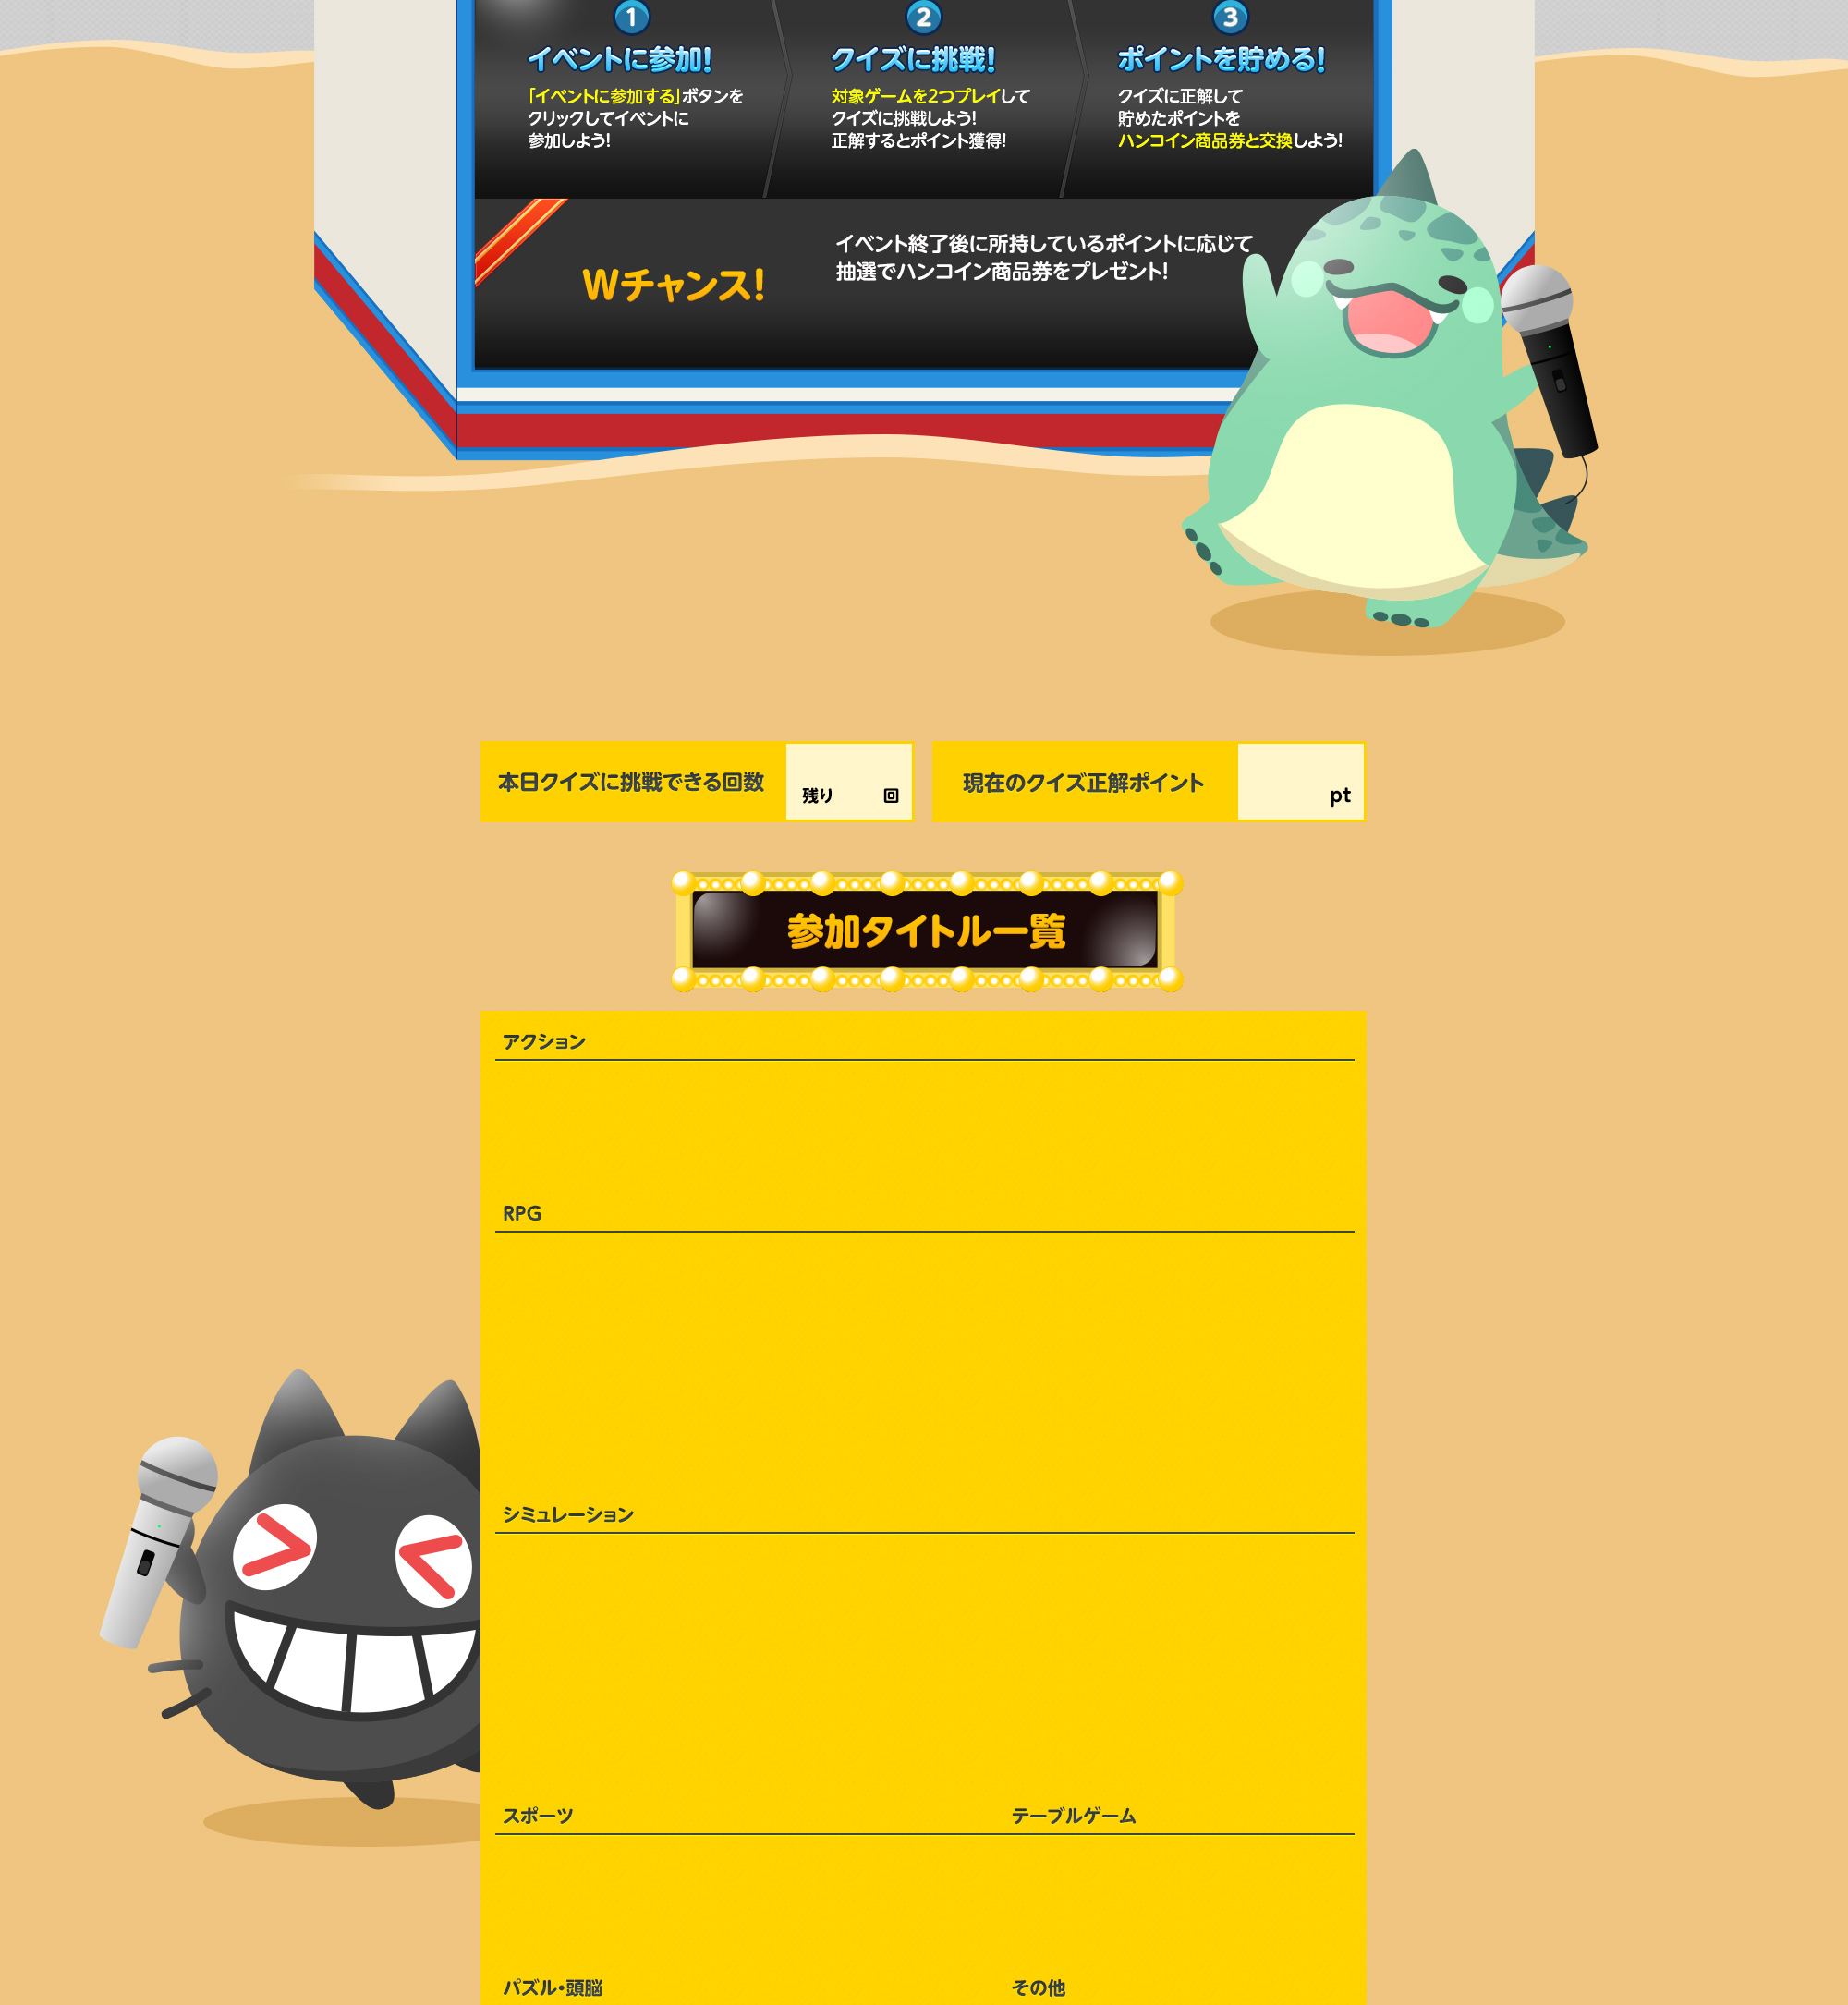 1
イベントに参加!
「イベントに参加する」ボタンを
クリックしてイベントに
参加しよう!
2
クイズに挑戦!
対象ゲームを2つプレイして
クイズに挑戦しよう!
正解するとポイント獲得!
3
ポイントを貯める!
クイズに正解して
貯めたポイントを
ハンコイン商品券と交換しよう!
Wチャンス!
イベント終了後に所持しているポイントに応じて
抽選でハンコイン商品券をプレゼント!
本日クイズに挑戦できる回数
残り 回
現在のクイズ正解ポイント
pt
参加タイトル一覧
アクション
RPG
シミュレーション
スポーツ
テーブルゲーム
パズル・頭脳
その他